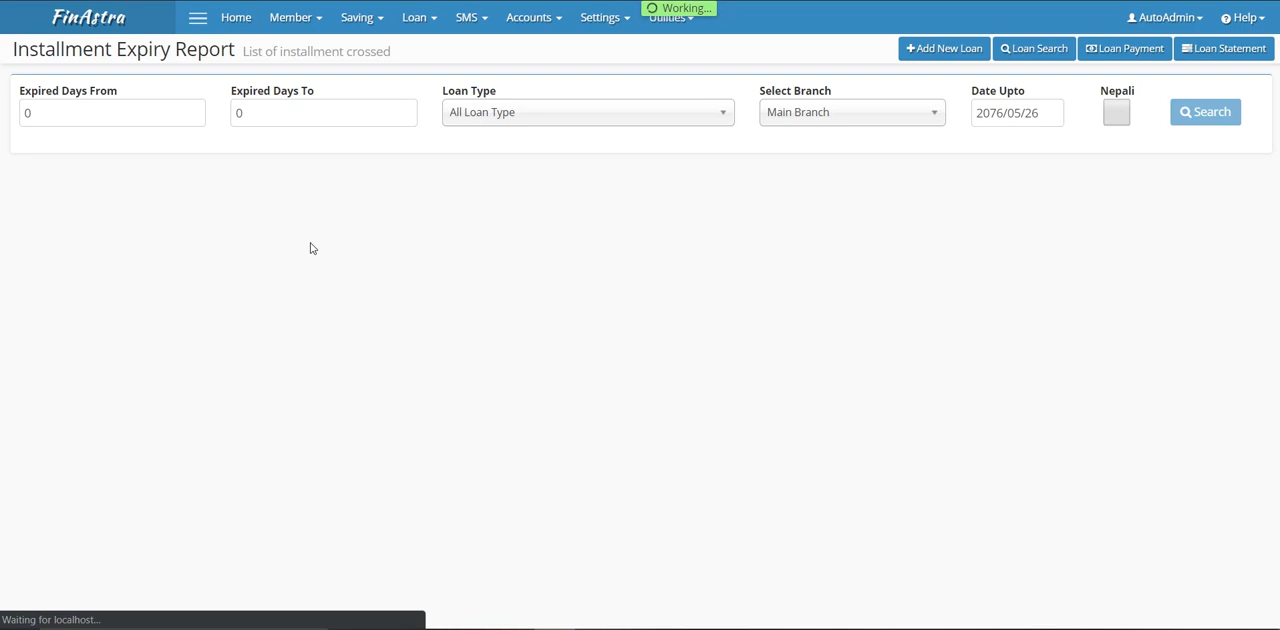 FinAstra Home Member Saving Loan SMS Accounts Settings Utilities Working... AutoAdmin Help
Installment Expiry Report List of installment crossed Add New Loan Loan Search Loan Payment Loan Statement
Expired Days From Expired Days To Loan Type Select Branch Date Upto Nepali
0 0 All Loan Type Main Branch 2076/05/26 Search
Waiting for localhost...